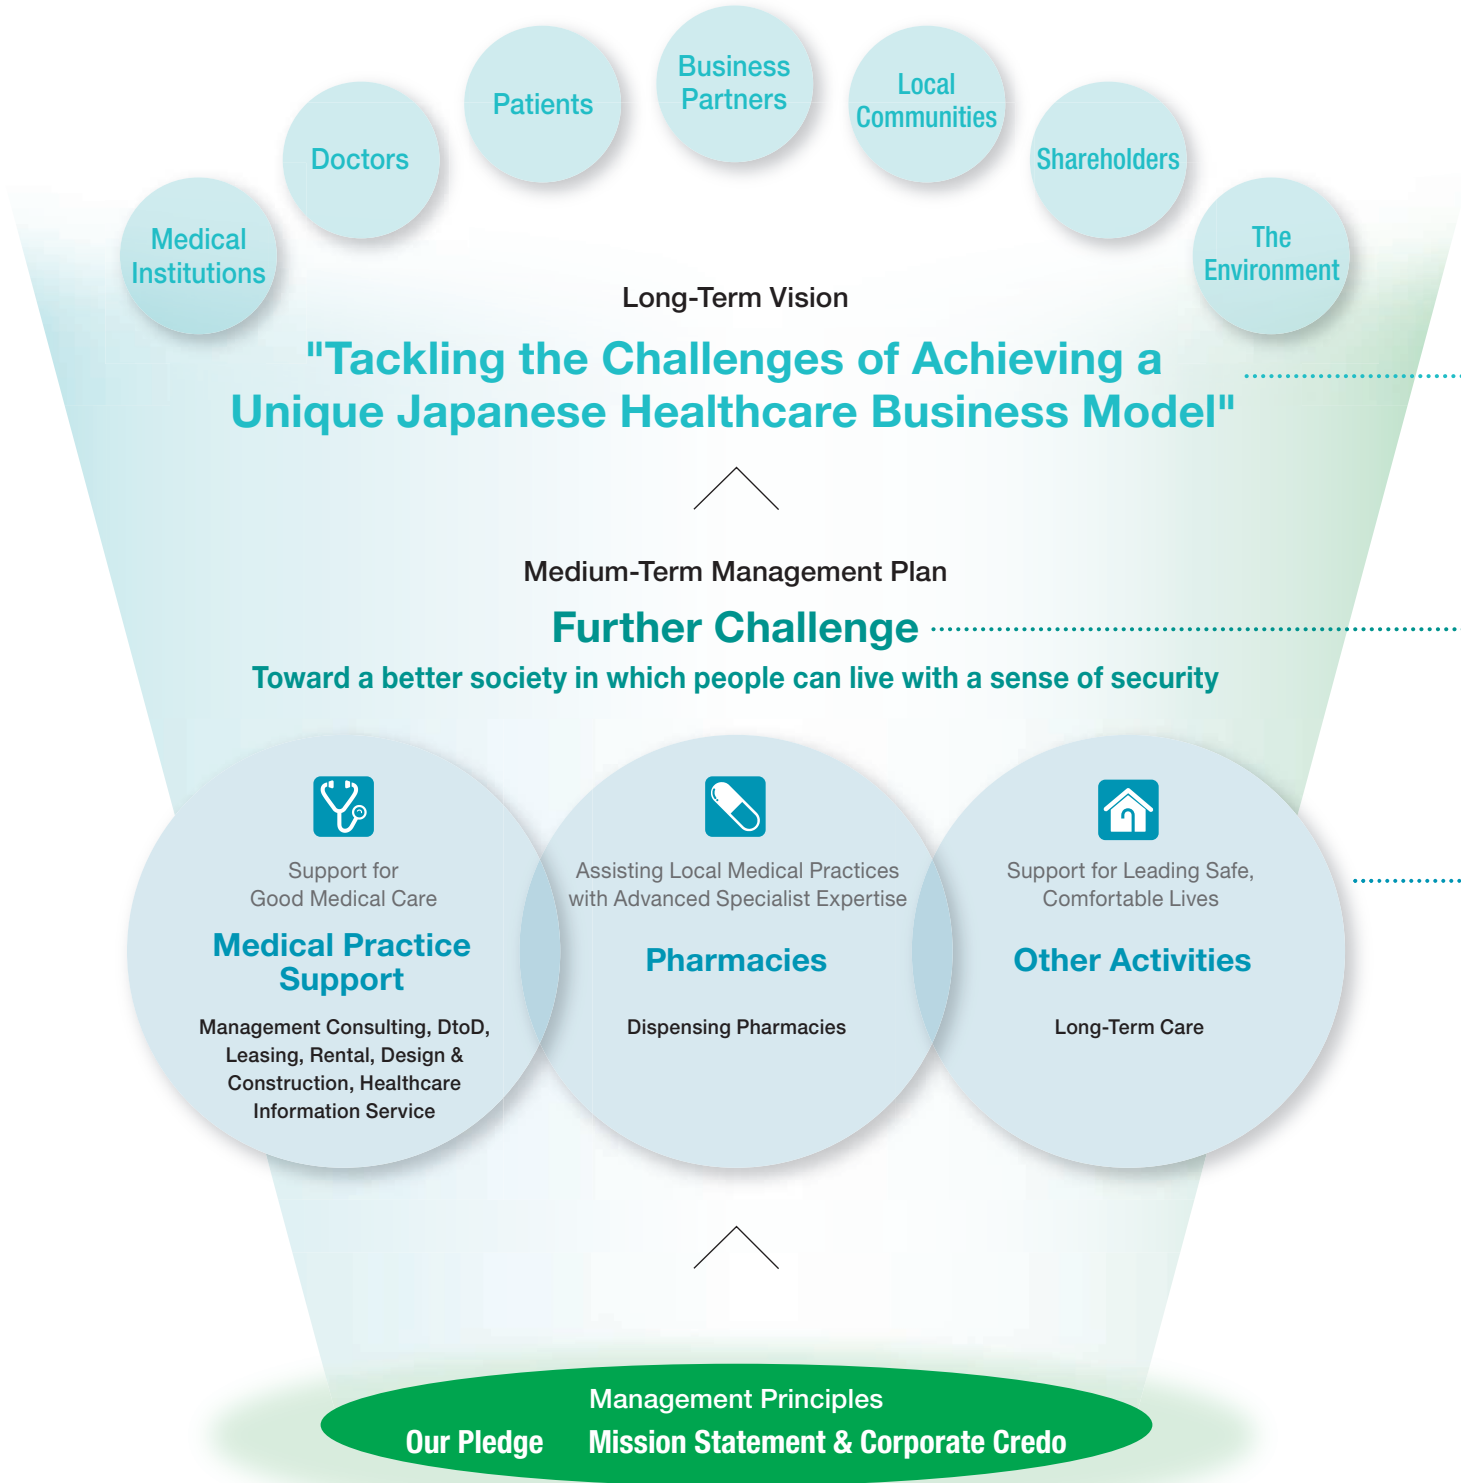 Medical
Institutions
Doctors
Patients
Business
Partners
Local
Communities
Shareholders
The
Environment
Long-Term Vision
"Tackling the Challenges of Achieving a
Unique Japanese Healthcare Business Model"
Medium-Term Management Plan
Further Challenge
Toward a better society in which people can live with a sense of security
Support for
Good Medical Care
Medical Practice
Support
Management Consulting, DtoD,
Leasing, Rental, Design &
Construction, Healthcare
Information Service
Assisting Local Medical Practices
with Advanced Specialist Expertise
Pharmacies
Dispensing Pharmacies
Support for Leading Safe,
Comfortable Lives
Other Activities
Long-Term Care
Management Principles
Our Pledge Mission Statement & Corporate Credo